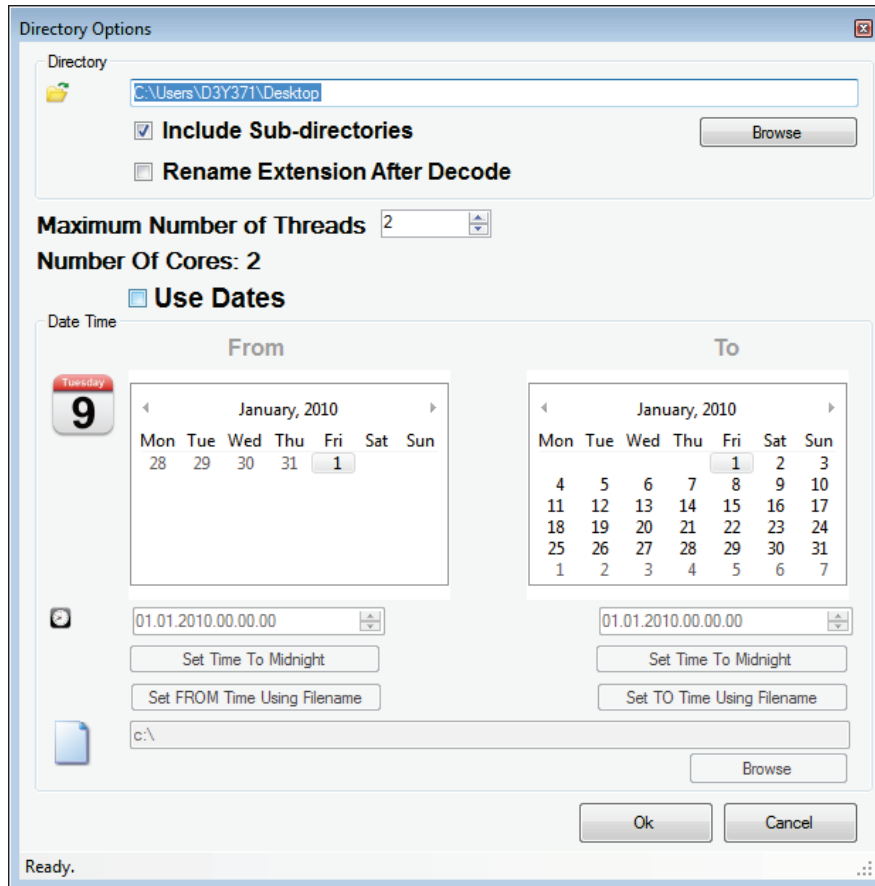 Directory Options
Directory
C:\Users\D3Y371\Desktop
Include Sub-directories
Browse
Rename Extension After Decode
Maximum Number of Threads 2
Number Of Cores: 2
Use Dates
Date Time
From To
Tuesday
9
January, 2010 January, 2010
Mon Tue Wed Thu Fri Sat Sun Mon Tue Wed Thu Fri Sat Sun
28 29 30 31 1 1 2 3
4 5 6 7 8 9 10
11 12 13 14 15 16 17
18 19 20 21 22 23 24
25 26 27 28 29 30 31
1 2 3 4 5 6 7
01.01.2010.00.00.00 01.01.2010.00.00.00
Set Time To Midnight Set Time To Midnight
Set FROM Time Using Filename Set TO Time Using Filename
c:\
Browse
Ok Cancel
Ready.